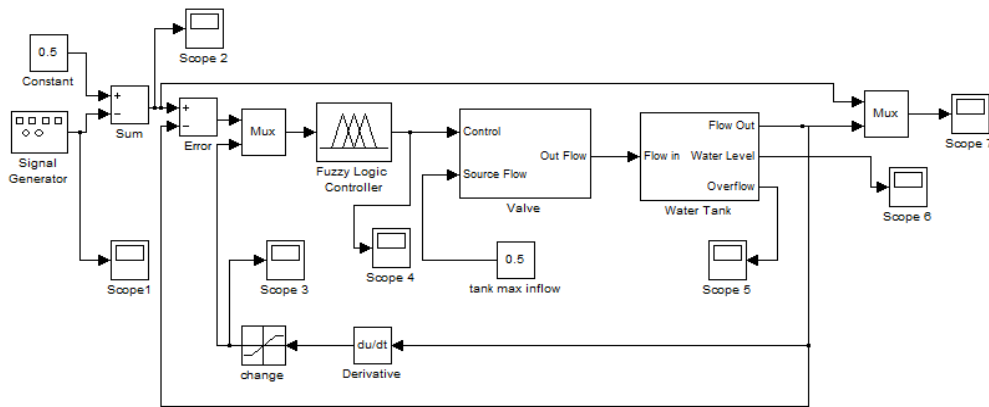 Scope 2
0.5
Constant
+
−
Sum
Signal
Generator
Scope1
+
−
Error
Mux
Fuzzy Logic
Controller
Scope 4
Scope 3
Control
Source Flow
Out Flow
Valve
0.5
tank max inflow
Flow in
Flow Out
Water Level
Overflow
Water Tank
Scope 5
Mux
Scope 7
Scope 6
change
du/dt
Derivative